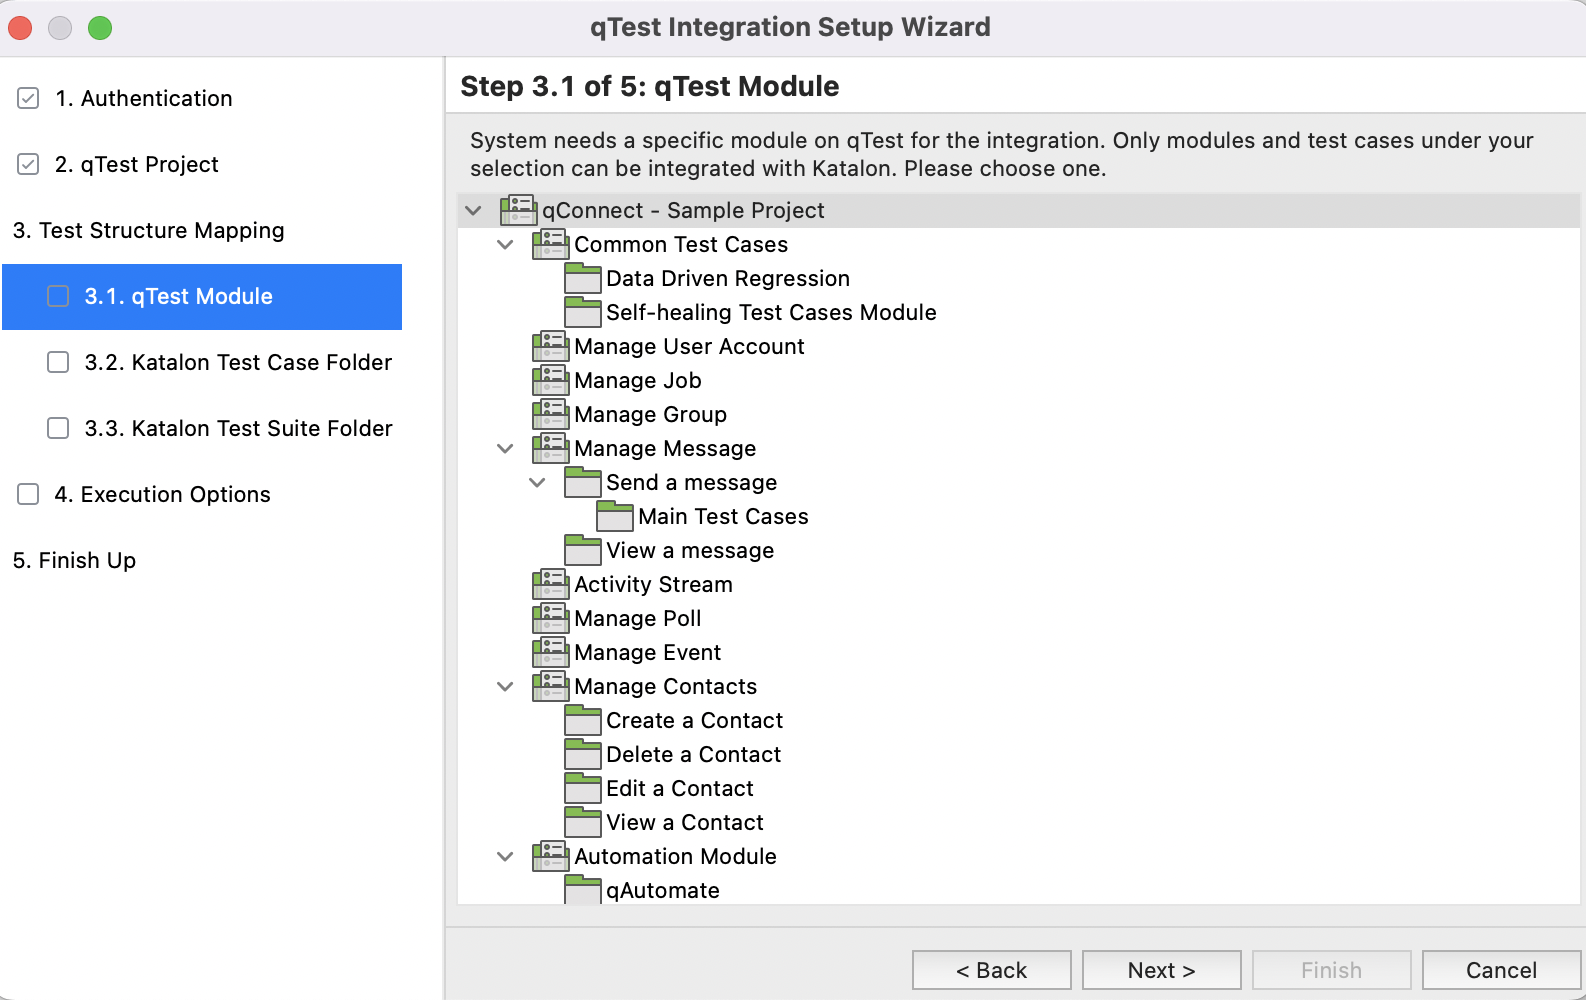 qTest Integration Setup Wizard
1. Authentication
2. qTest Project
3. Test Structure Mapping
3.1. qTest Module
3.2. Katalon Test Case Folder
3.3. Katalon Test Suite Folder
4. Execution Options
5. Finish Up
Step 3.1 of 5: qTest Module
System needs a specific module on qTest for the integration. Only modules and test cases under your
selection can be integrated with Katalon. Please choose one.
qConnect - Sample Project
Common Test Cases
Data Driven Regression
Self-healing Test Cases Module
Manage User Account
Manage Job
Manage Group
Manage Message
Send a message
Main Test Cases
View a message
Activity Stream
Manage Poll
Manage Event
Manage Contacts
Create a Contact
Delete a Contact
Edit a Contact
View a Contact
Automation Module
qAutomate
< Back
Next >
Finish
Cancel